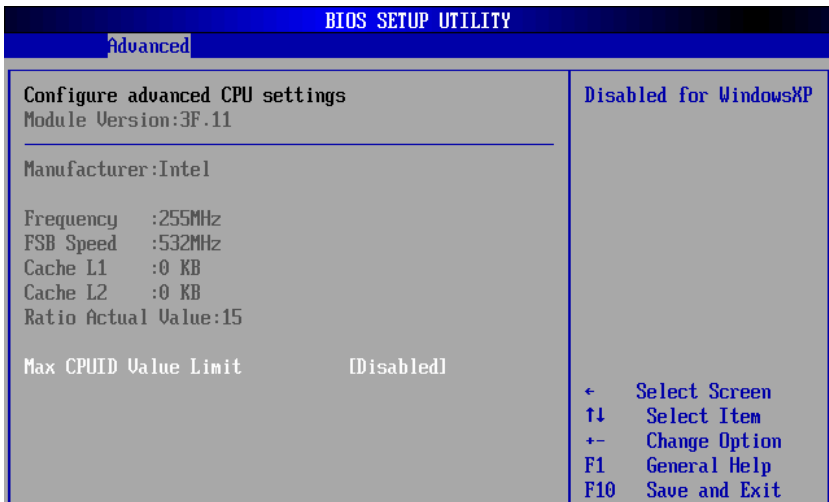 BIOS SETUP UTILITY
Advanced
Configure advanced CPU settings
Module Version:3F.11
Manufacturer:Intel
Frequency :255MHz
FSB Speed :532MHz
Cache L1 :0 KB
Cache L2 :0 KB
Ratio Actual Value:15
Max CPUID Value Limit [Disabled]
Disabled for WindowsXP
← Select Screen
↑↓ Select Item
+- Change Option
F1 General Help
F10 Save and Exit